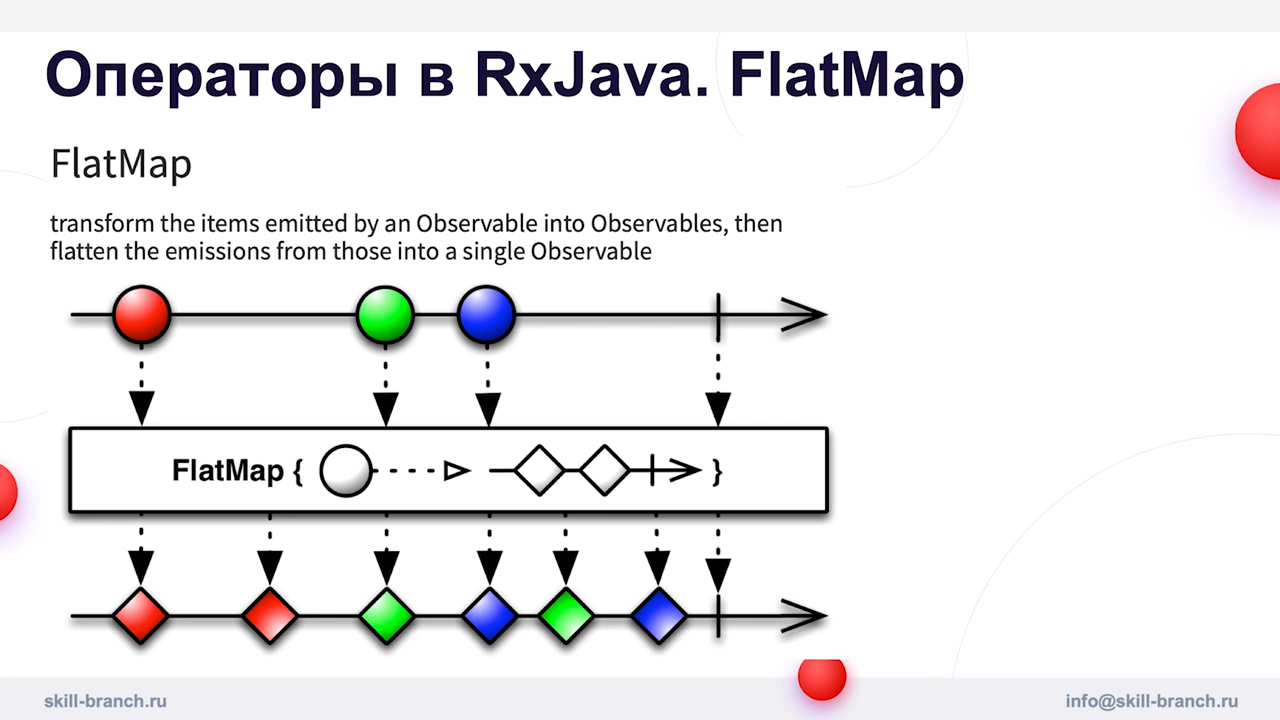 Операторы в RxJava. FlatMap
FlatMap
transform the items emitted by an Observable into Observables, then
flatten the emissions from those into a single Observable
FlatMap { }
skill-branch.ru
info@skill-branch.ru